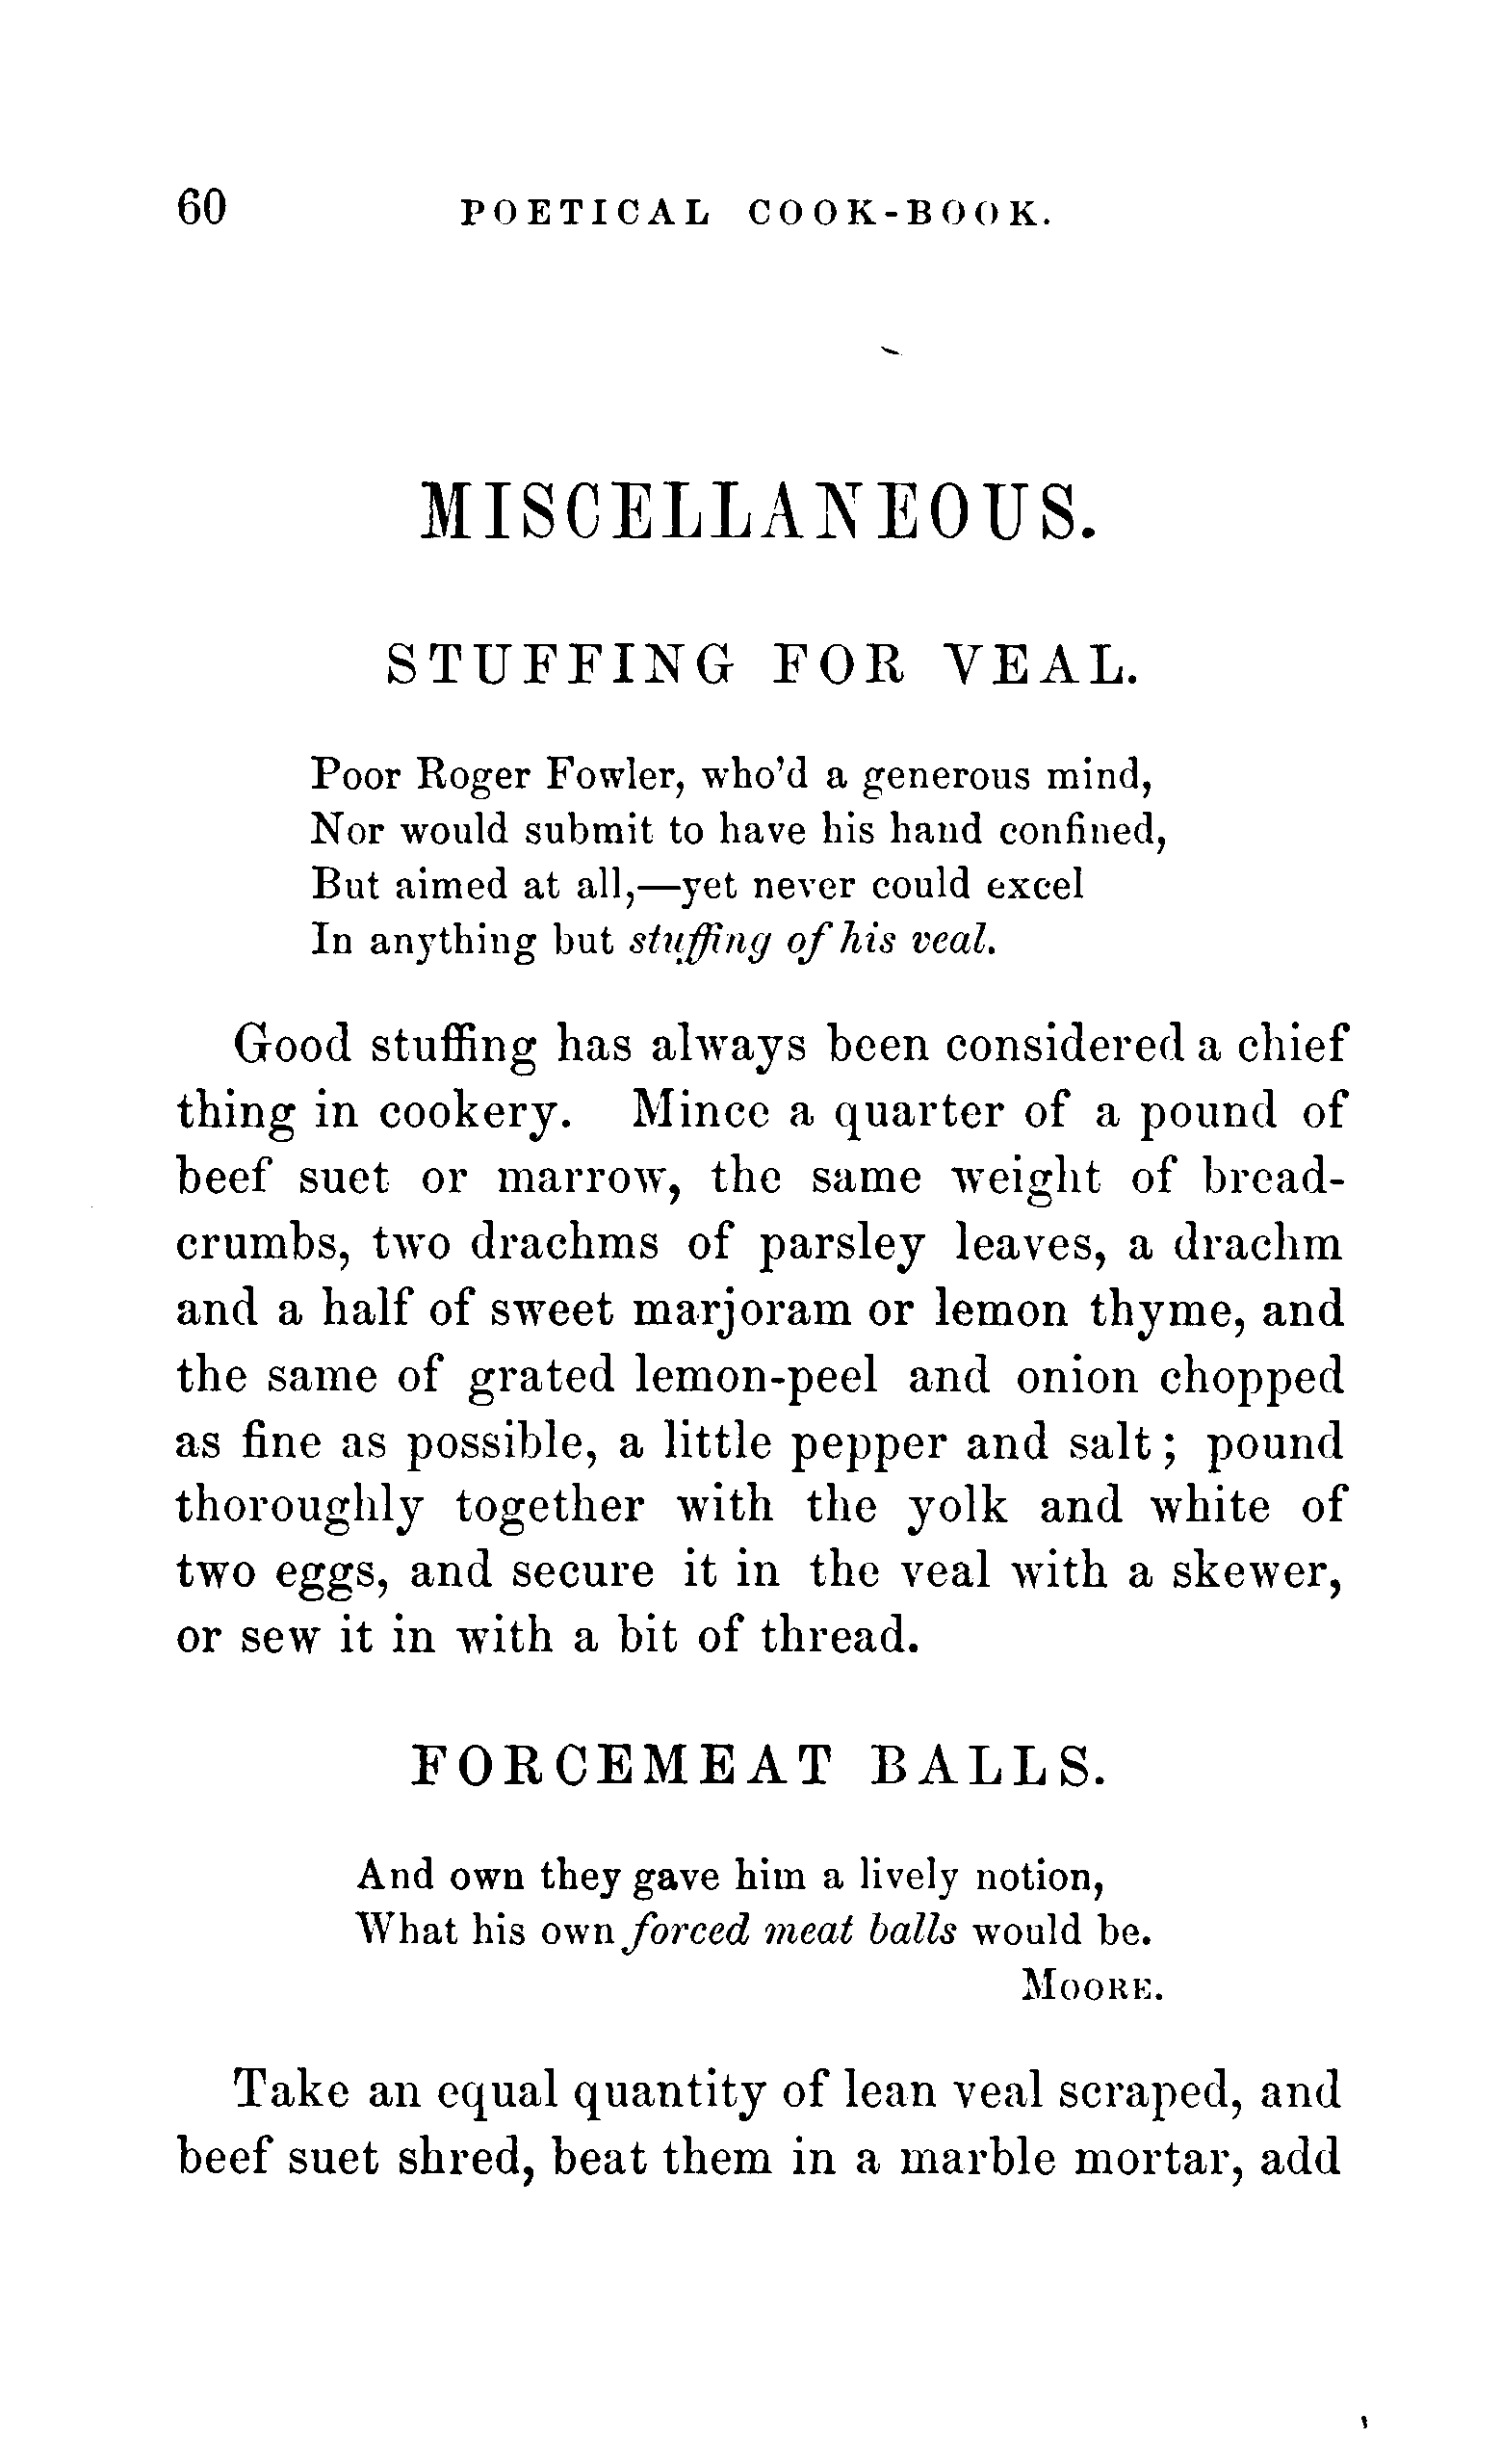 60 POETICAL COOK-BOOK.
MISCELLANEOUS.
STUFFING FOR VEAL.
Poor Roger Fowler, who'd a generous mind,
Nor would submit to have his hand confined,
But aimed at all,—yet never could excel
In anything but stuffing of his veal.
Good stuffing has always been considered a chief
thing in cookery. Mince a quarter of a pound of
beef suet or marrow, the same weight of bread-
crumbs, two drachms of parsley leaves, a drachm
and a half of sweet marjoram or lemon thyme, and
the same of grated lemon-peel and onion chopped
as fine as possible, a little pepper and salt; pound
thoroughly together with the yolk and white of
two eggs, and secure it in the veal with a skewer,
or sew it in with a bit of thread.
FORCEMEAT BALLS.
And own they gave him a lively notion,
What his own forced meat balls would be.
MOORE.
Take an equal quantity of lean veal scraped, and
beef suet shred, beat them in a marble mortar, add